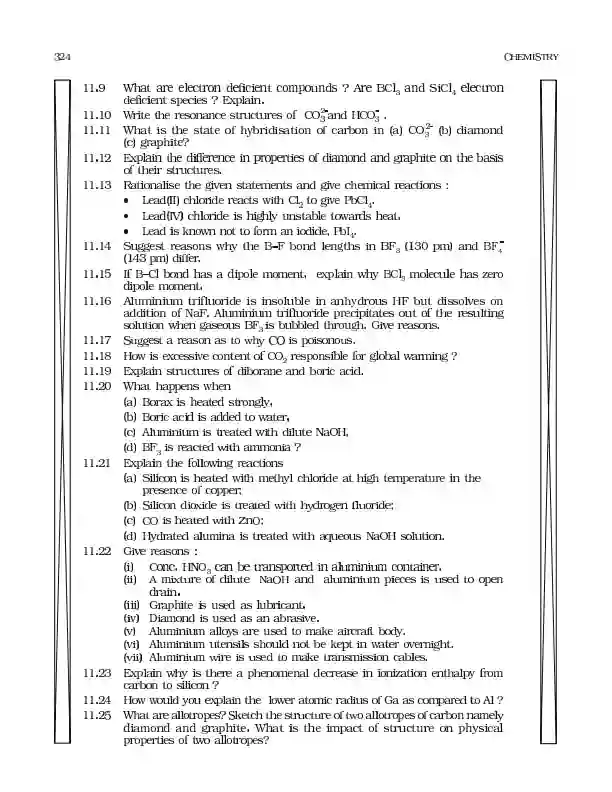 324 CHEMISTRY
11.9 What are electron deficient compounds ? Are BCl3 and SiCl4 electron
deficient species ? Explain.
11.10 Write the resonance structures of CO3^2– and HCO3^– .
11.11 What is the state of hybridisation of carbon in (a) CO3^2– (b) diamond
(c) graphite?
11.12 Explain the difference in properties of diamond and graphite on the basis
of their structures.
11.13 Rationalise the given statements and give chemical reactions :
• Lead(II) chloride reacts with Cl2 to give PbCl4.
• Lead(IV) chloride is highly unstable towards heat.
• Lead is known not to form an iodide, PbI4.
11.14 Suggest reasons why the B–F bond lengths in BF3 (130 pm) and BF4^–
(143 pm) differ.
11.15 If B–Cl bond has a dipole moment, explain why BCl3 molecule has zero
dipole moment.
11.16 Aluminium trifluoride is insoluble in anhydrous HF but dissolves on
addition of NaF. Aluminium trifluoride precipitates out of the resulting
solution when gaseous BF3 is bubbled through. Give reasons.
11.17 Suggest a reason as to why CO is poisonous.
11.18 How is excessive content of CO2 responsible for global warming ?
11.19 Explain structures of diborane and boric acid.
11.20 What happens when
(a) Borax is heated strongly,
(b) Boric acid is added to water,
(c) Aluminium is treated with dilute NaOH,
(d) BF3 is reacted with ammonia ?
11.21 Explain the following reactions
(a) Silicon is heated with methyl chloride at high temperature in the
presence of copper;
(b) Silicon dioxide is treated with hydrogen fluoride;
(c) CO is heated with ZnO;
(d) Hydrated alumina is treated with aqueous NaOH solution.
11.22 Give reasons :
(i) Conc. HNO3 can be transported in aluminium container.
(ii) A mixture of dilute NaOH and aluminium pieces is used to open
drain.
(iii) Graphite is used as lubricant.
(iv) Diamond is used as an abrasive.
(v) Aluminium alloys are used to make aircraft body.
(vi) Aluminium utensils should not be kept in water overnight.
(vii) Aluminium wire is used to make transmission cables.
11.23 Explain why is there a phenomenal decrease in ionization enthalpy from
carbon to silicon ?
11.24 How would you explain the lower atomic radius of Ga as compared to Al ?
11.25 What are allotropes? Sketch the structure of two allotropes of carbon namely
diamond and graphite. What is the impact of structure on physical
properties of two allotropes?